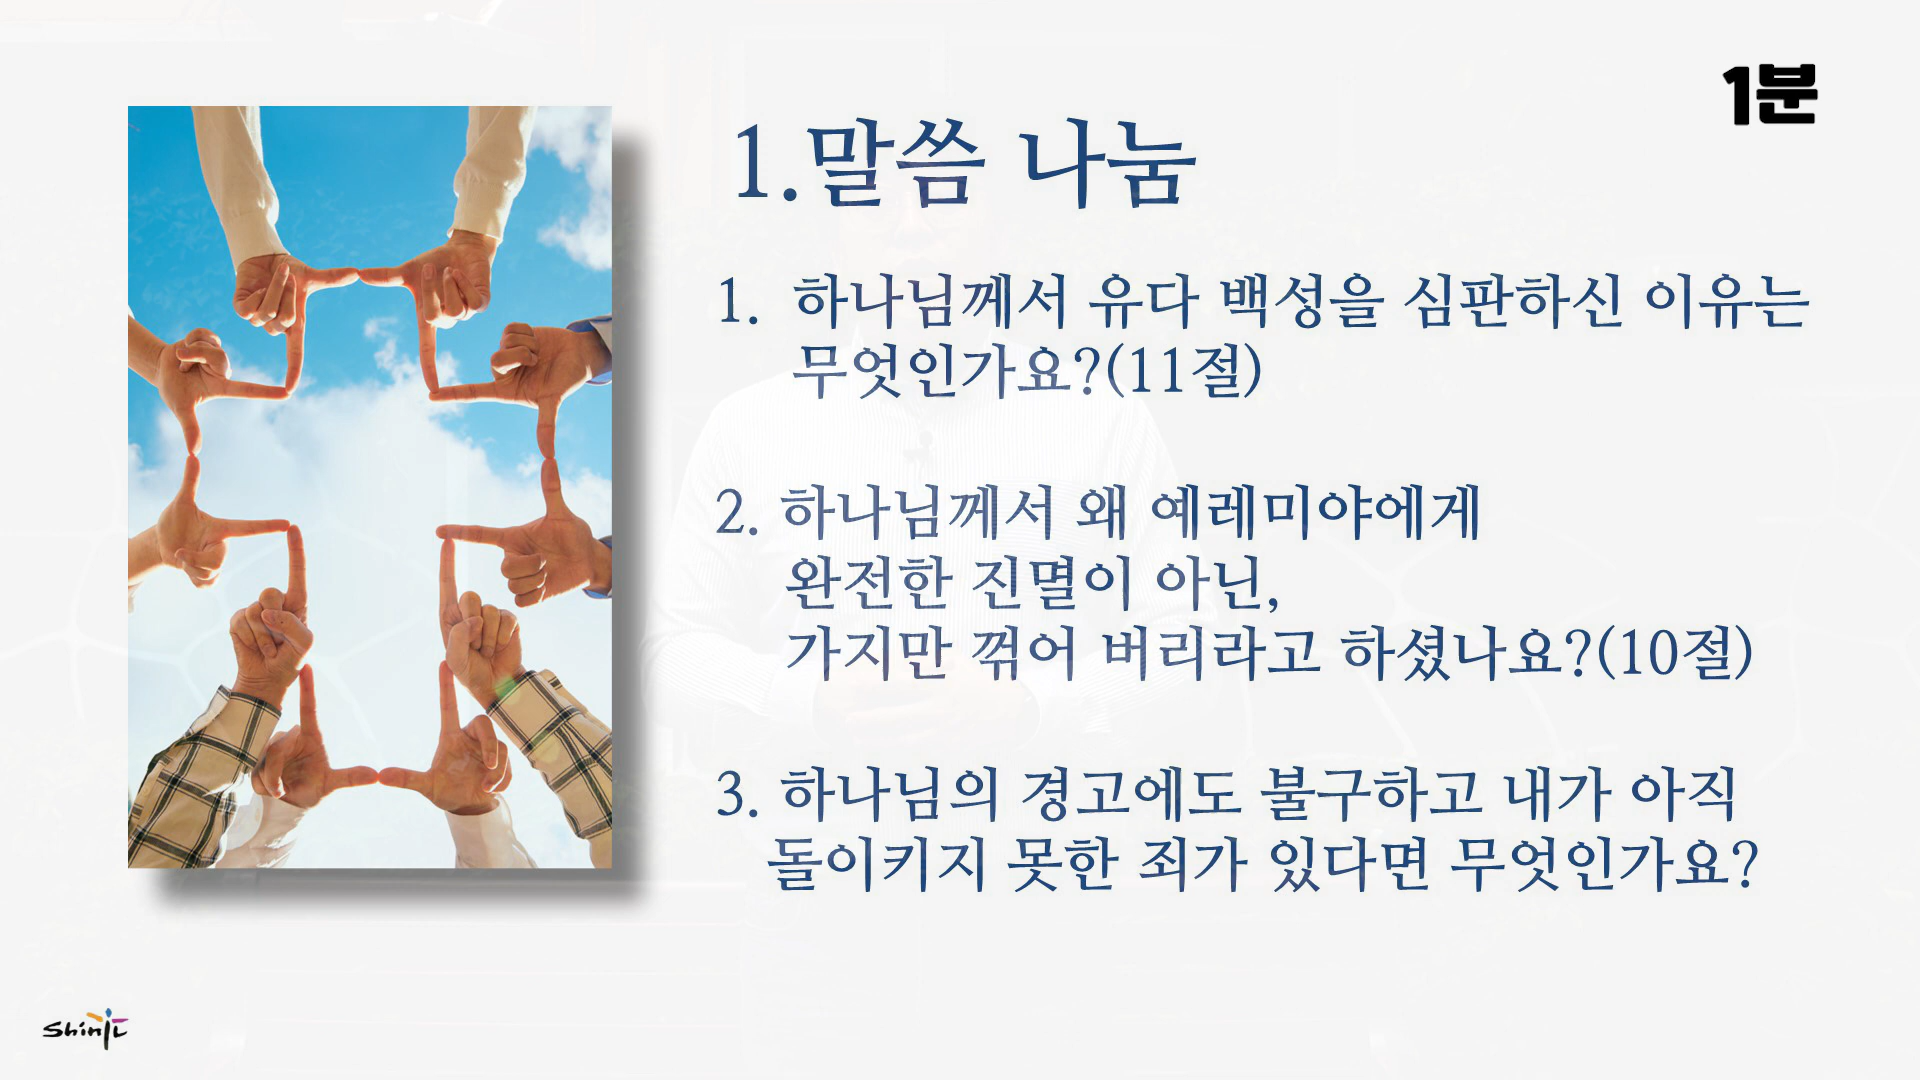 1분
1.말씀 나눔
1. 하나님께서 유다 백성을 심판하신 이유는
무엇인가요?(11절)
2. 하나님께서 왜 예레미야에게
완전한 진멸이 아닌,
가지만 꺾어 버리라고 하셨나요?(10절)
3. 하나님의 경고에도 불구하고 내가 아직
돌이키지 못한 죄가 있다면 무엇인가요?
Shinil